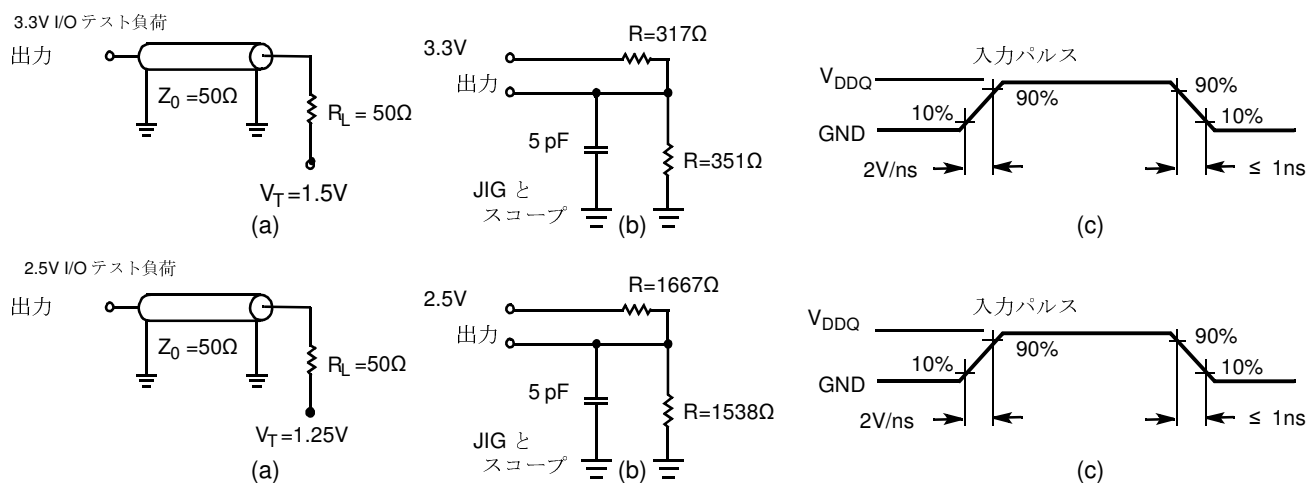 3.3V I/O テスト負荷
出力
Z0 =50Ω
RL = 50Ω
VT =1.5V
(a)
R=317Ω
3.3V
出力
5 pF
R=351Ω
JIG と
スコープ
(b)
入力パルス
VDDQ
90%
90%
10%
10%
GND
2V/ns
≤ 1ns
(c)
2.5V I/O テスト負荷
出力
Z0 =50Ω
RL = 50Ω
VT =1.25V
(a)
R=1667Ω
2.5V
出力
5 pF
R=1538Ω
JIG と
スコープ
(b)
入力パルス
VDDQ
90%
90%
10%
10%
GND
2V/ns
≤ 1ns
(c)